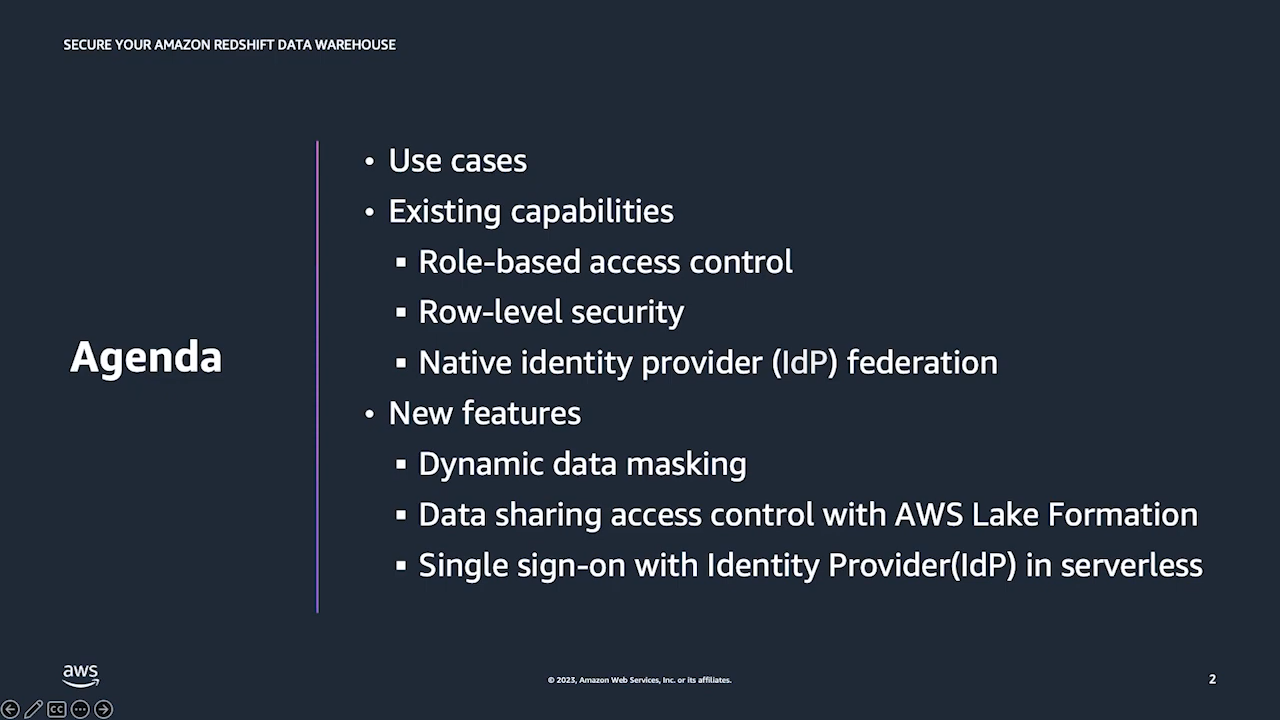 SECURE YOUR AMAZON REDSHIFT DATA WAREHOUSE
Agenda
• Use cases
• Existing capabilities
▪ Role-based access control
▪ Row-level security
▪ Native identity provider (IdP) federation
• New features
▪ Dynamic data masking
▪ Data sharing access control with AWS Lake Formation
▪ Single sign-on with Identity Provider(IdP) in serverless
aws
© 2023, Amazon Web Services, Inc. or its affiliates.
2
CC